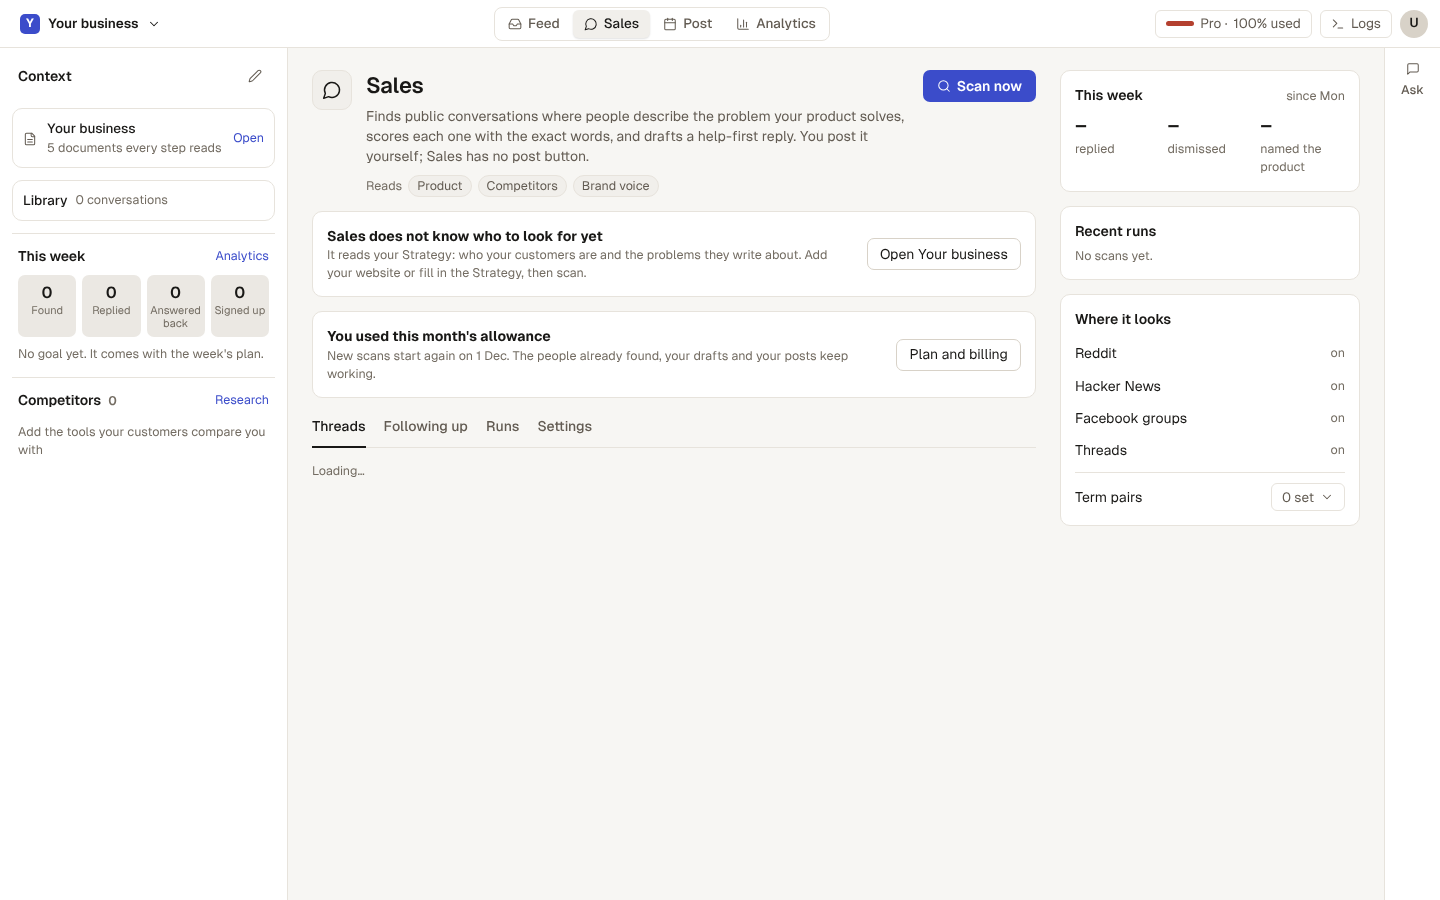 Y Your business
Feed
Sales
Post
Analytics
Pro · 100% used
Logs
U
Context
Your business
5 documents every step reads
Open
Library 0 conversations
This week
Analytics
0
Found
0
Replied
0
Answered
back
0
Signed up
No goal yet. It comes with the week's plan.
Competitors 0
Research
Add the tools your customers compare you
with
Sales
Scan now
Finds public conversations where people describe the problem your product solves,
scores each one with the exact words, and drafts a help-first reply. You post it
yourself; Sales has no post button.
Reads Product Competitors Brand voice
Sales does not know who to look for yet
It reads your Strategy: who your customers are and the problems they write about. Add
your website or fill in the Strategy, then scan.
Open Your business
You used this month's allowance
New scans start again on 1 Dec. The people already found, your drafts and your posts keep
working.
Plan and billing
Threads Following up Runs Settings
Loading...
This week
since Mon
–
replied
–
dismissed
–
named the
product
Recent runs
No scans yet.
Where it looks
Reddit on
Hacker News on
Facebook groups on
Threads on
Term pairs 0 set
Ask